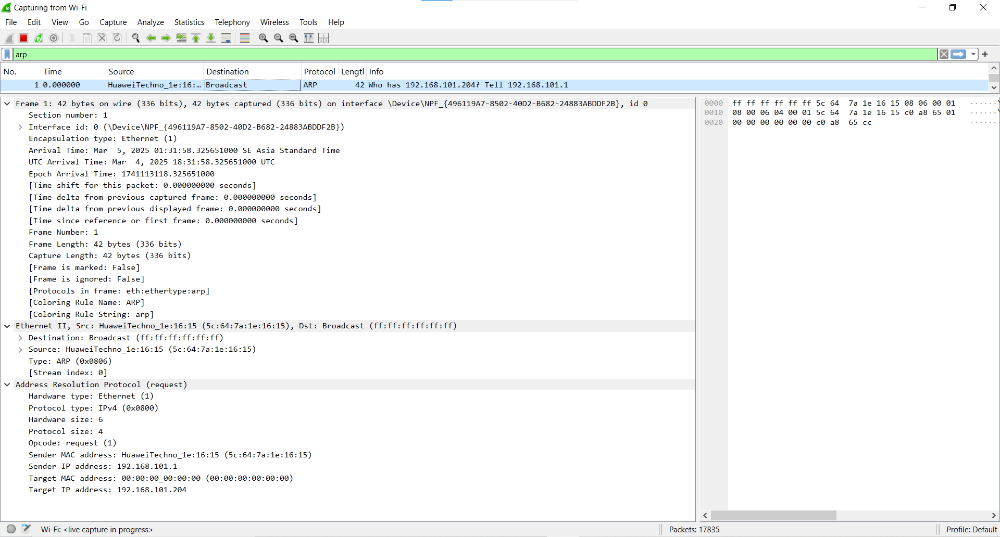 Capturing from Wi-Fi
File Edit View Go Capture Analyze Statistics Telephony Wireless Tools Help
arp
No. Time Source Destination Protocol Lengtl Info
1 0.000000 HuaweiTechno_1e:16:… Broadcast ARP 42 Who has 192.168.101.204? Tell 192.168.101.1
Frame 1: 42 bytes on wire (336 bits), 42 bytes captured (336 bits) on interface \Device\NPF_{496119A7-8502-40D2-B682-24883ABDDF2B}, id 0
Section number: 1
Interface id: 0 (\Device\NPF_{496119A7-8502-40D2-B682-24883ABDDF2B})
Encapsulation type: Ethernet (1)
Arrival Time: Mar  5, 2025 01:31:58.325651000 SE Asia Standard Time
UTC Arrival Time: Mar  4, 2025 18:31:58.325651000 UTC
Epoch Arrival Time: 1741113118.325651000
[Time shift for this packet: 0.000000000 seconds]
[Time delta from previous captured frame: 0.000000000 seconds]
[Time delta from previous displayed frame: 0.000000000 seconds]
[Time since reference or first frame: 0.000000000 seconds]
Frame Number: 1
Frame Length: 42 bytes (336 bits)
Capture Length: 42 bytes (336 bits)
[Frame is marked: False]
[Frame is ignored: False]
[Protocols in frame: eth:ethertype:arp]
[Coloring Rule Name: ARP]
[Coloring Rule String: arp]
Ethernet II, Src: HuaweiTechno_1e:16:15 (5c:64:7a:1e:16:15), Dst: Broadcast (ff:ff:ff:ff:ff:ff)
Destination: Broadcast (ff:ff:ff:ff:ff:ff)
Source: HuaweiTechno_1e:16:15 (5c:64:7a:1e:16:15)
Type: ARP (0x0806)
[Stream index: 0]
Address Resolution Protocol (request)
Hardware type: Ethernet (1)
Protocol type: IPv4 (0x0800)
Hardware size: 6
Protocol size: 4
Opcode: request (1)
Sender MAC address: HuaweiTechno_1e:16:15 (5c:64:7a:1e:16:15)
Sender IP address: 192.168.101.1
Target MAC address: 00:00:00_00:00:00 (00:00:00:00:00:00)
Target IP address: 192.168.101.204
0000 ff ff ff ff ff ff 5c 64 7a 1e 16 15 08 06 00 01 ······\
0010 08 00 06 04 00 01 5c 64 7a 1e 16 15 c0 a8 65 01 ······\
0020 00 00 00 00 00 00 c0 a8 65 cc ······
Wi-Fi: <live capture in progress> Packets: 17835 Profile: Default